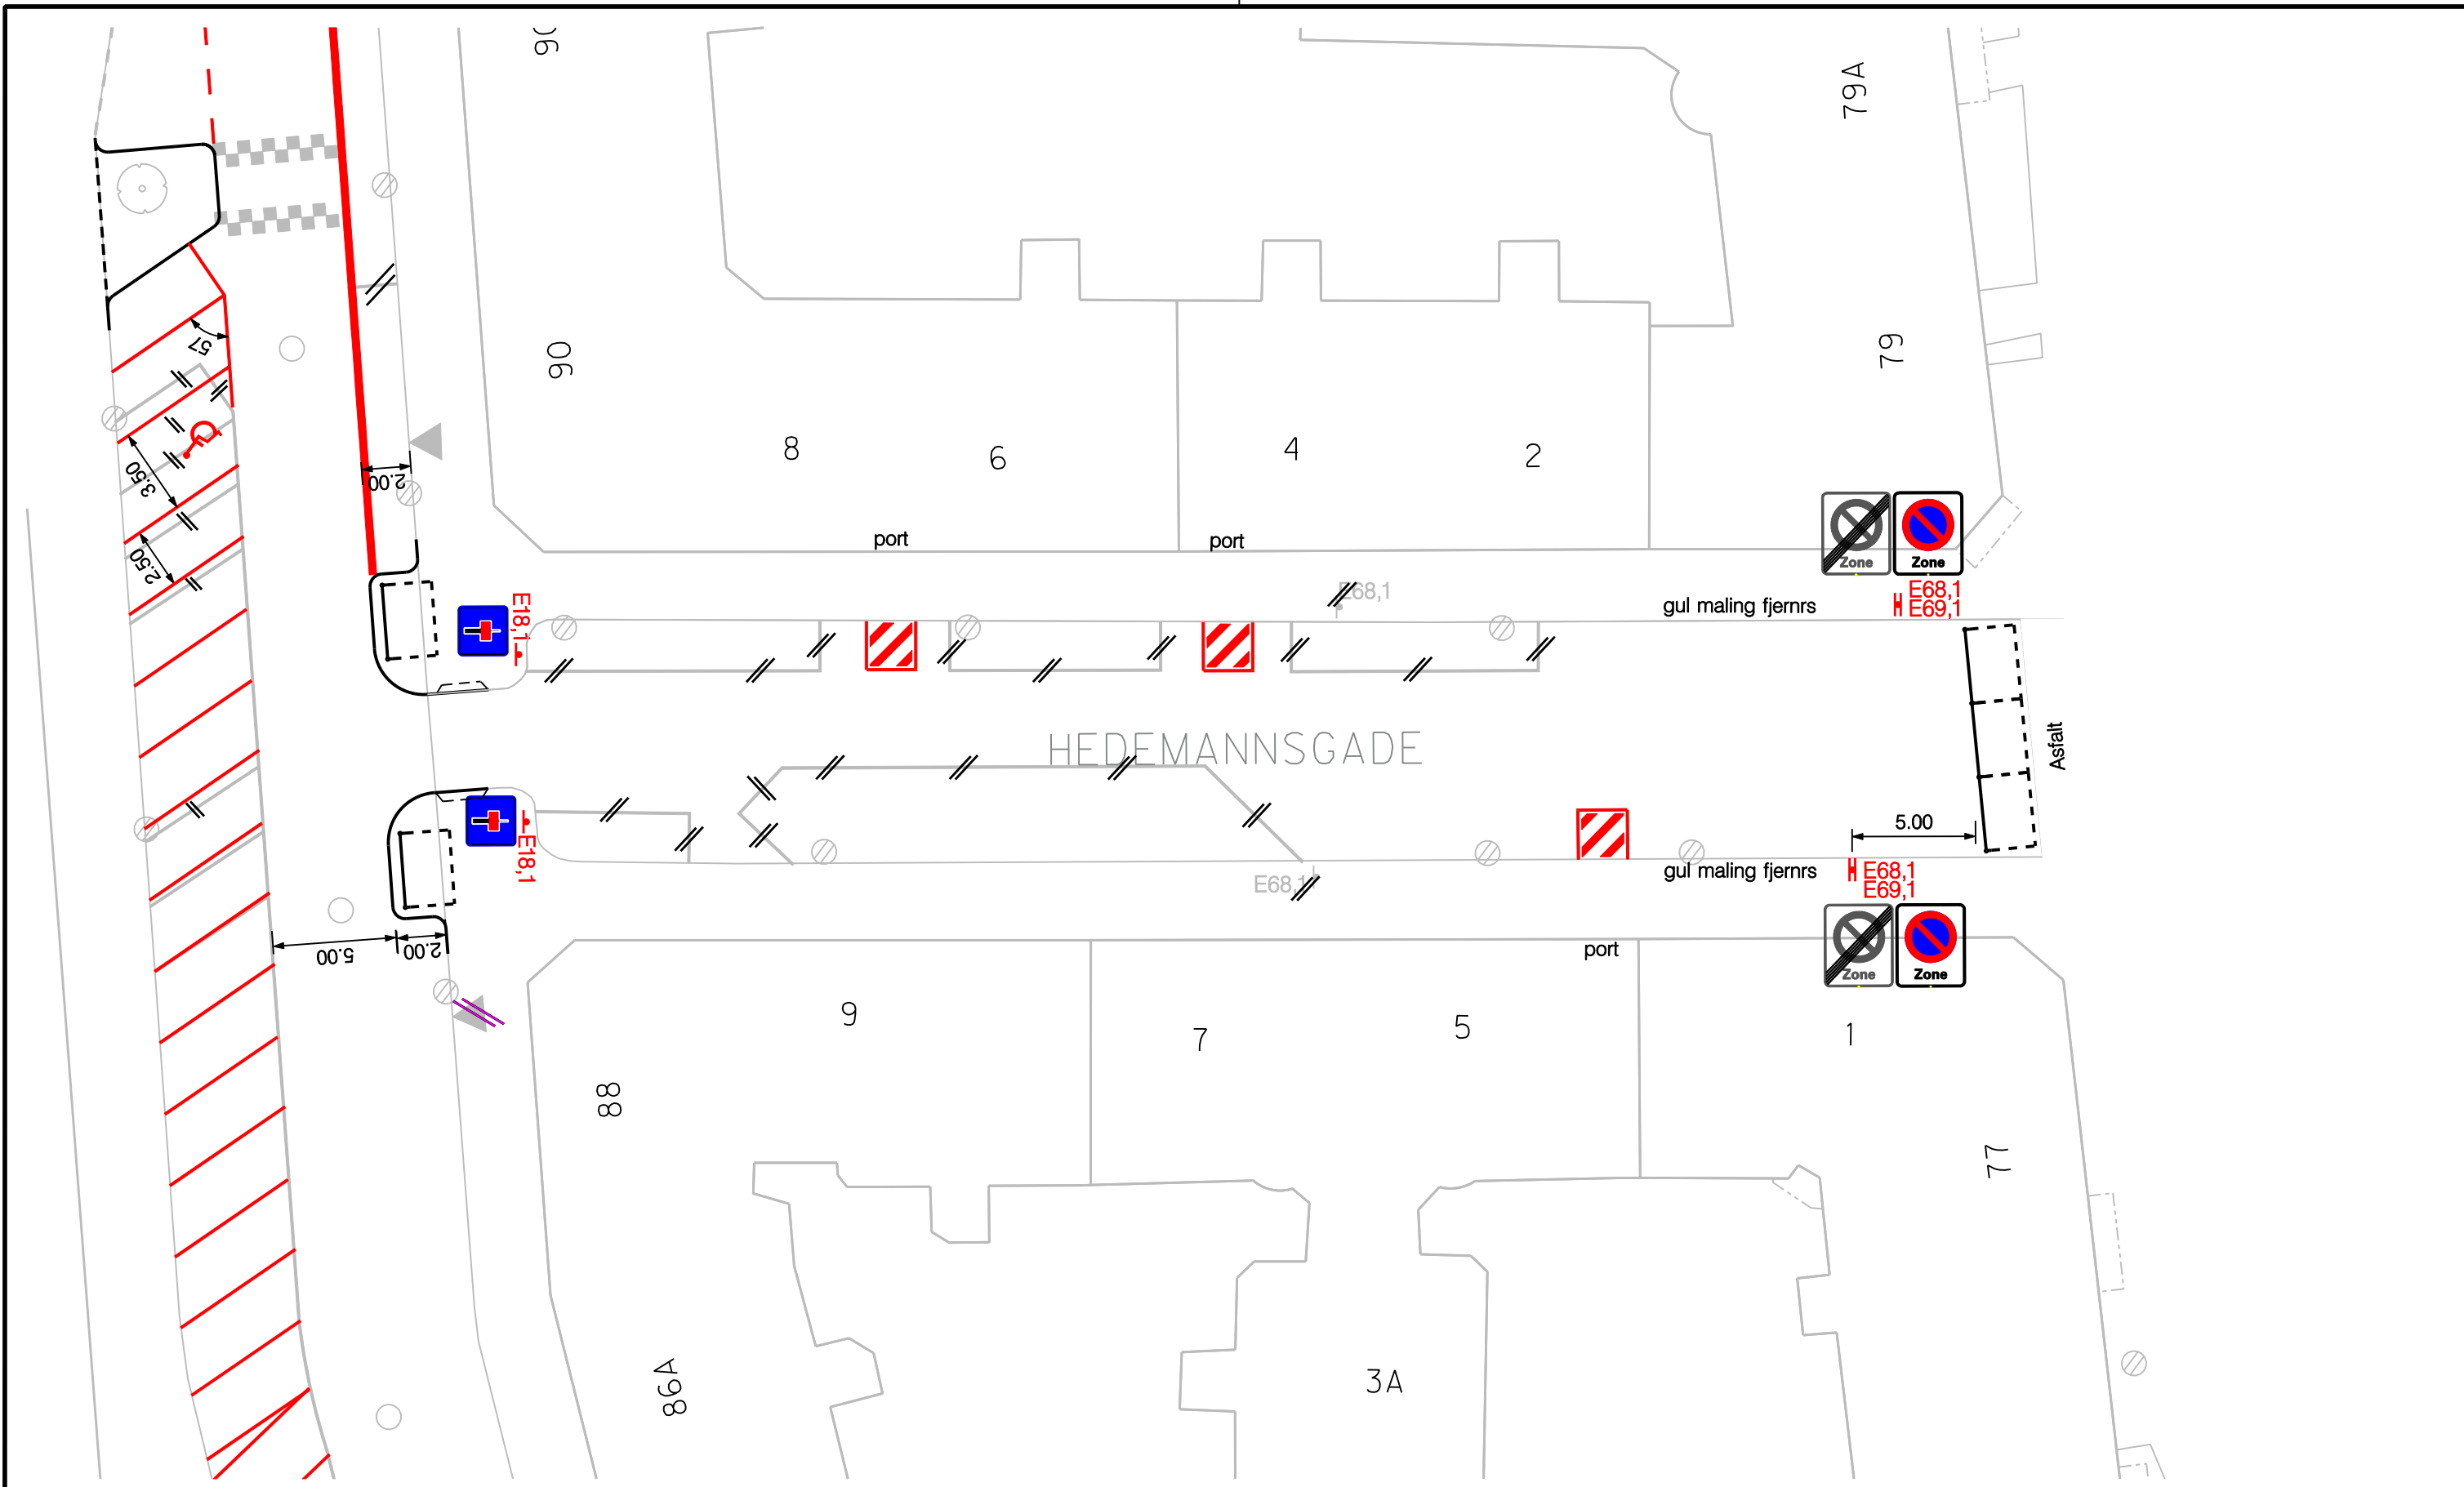 90
79A
57
79
90
8
6
4
2
3.50
2.00
port
port
2.50
Zone
Zone
E18,1
E68,1
gul maling fjernrs
E68,1
E69,1
HEDEMANNSGADE
Asfalt
5.00
E18,1
gul maling fjernrs
E68,1
E68,1
E69,1
5.00
2.00
port
Zone
Zone
9
7
5
1
88
77
86A
3A